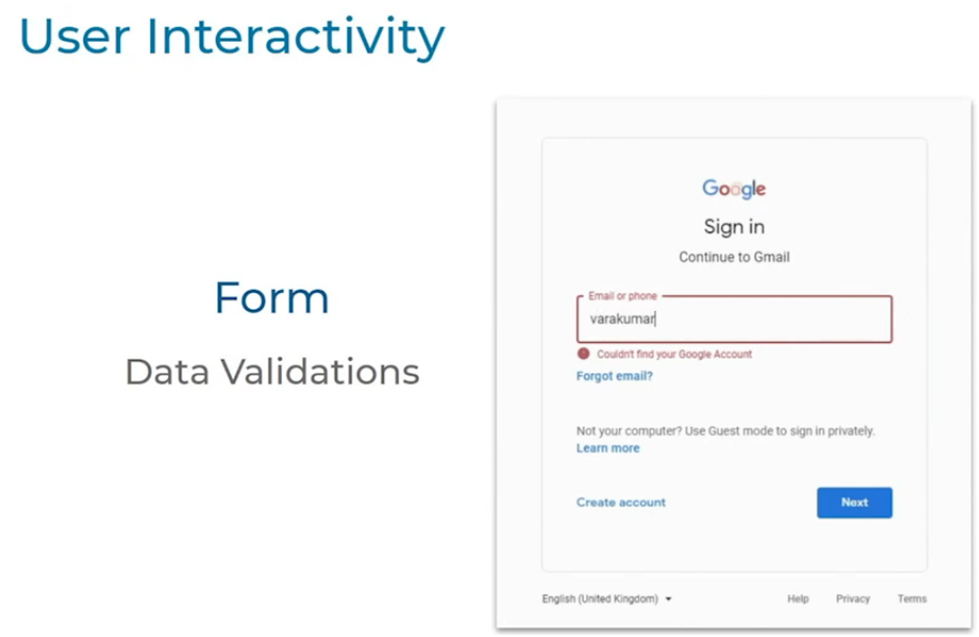 User Interactivity
Form
Data Validations
Google
Sign in
Continue to Gmail
Email or phone
varakumar
Couldn't find your Google Account
Forgot email?
Not your computer? Use Guest mode to sign in privately.
Learn more
Create account
Next
English (United Kingdom)
Help Privacy Terms